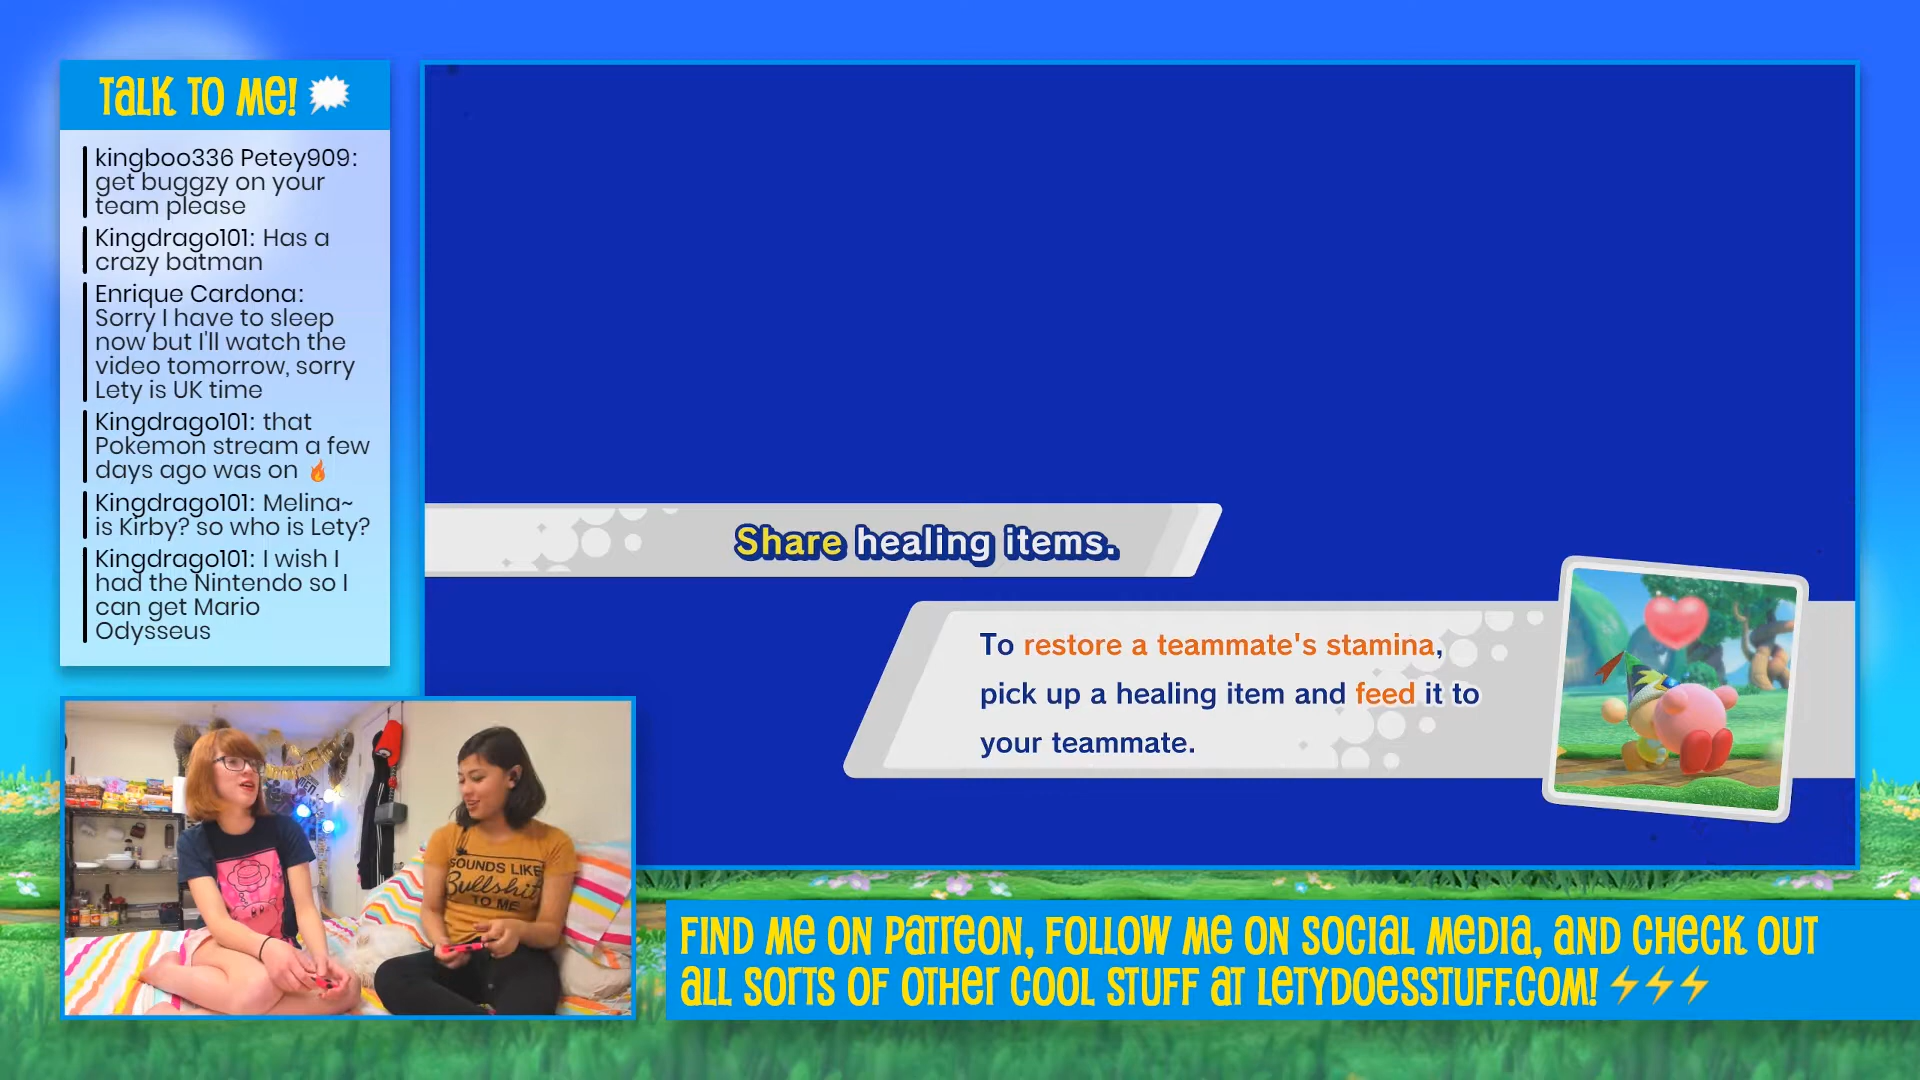 TALK TO ME!
kingboo336 Petey909:
get buggzy on your
team please
Kingdrago101: Has a
crazy batman
Enrique Cardona:
Sorry I have to sleep
now but I'll watch the
video tomorrow, sorry
Lety is UK time
Kingdrago101: that
Pokemon stream a few
days ago was on 🔥
Kingdrago101: Melina~
is Kirby? so who is Lety?
Kingdrago101: I wish I
had the Nintendo so I
can get Mario
Odysseus
Share healing items.
To restore a teammate's stamina,
pick up a healing item and feed it to
your teammate.
SOUNDS LIKE
Bullshit
TO ME
FIND ME ON PATREON, FOLLOW ME ON SOCIAL MEDIA, AND CHECK OUT
ALL SORTS OF OTHER COOL STUFF AT LETYDOESSTUFF.COM! ⚡⚡⚡